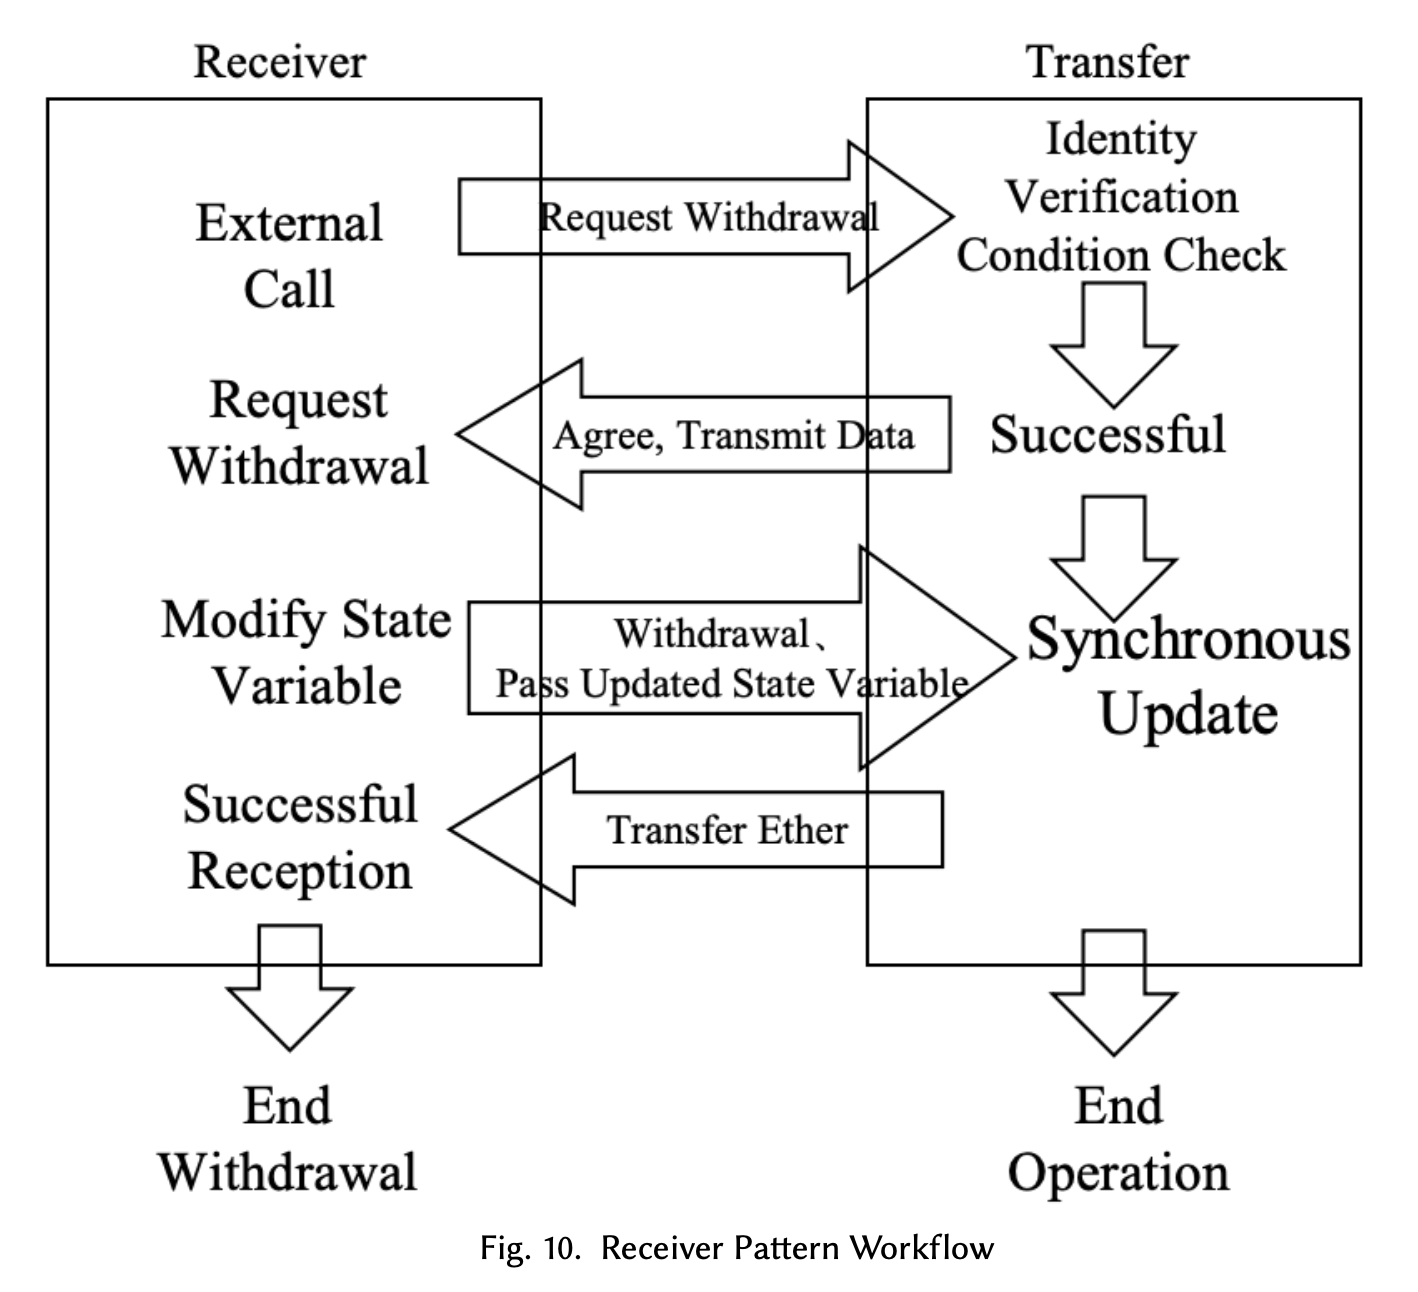 Receiver
Transfer
Identity
Verification
Condition Check
External
Call
Request Withdrawal
Request
Withdrawal
Agree, Transmit Data
Successful
Modify State
Variable
Withdrawal、
Pass Updated State Variable
Synchronous
Update
Successful
Reception
Transfer Ether
End
Withdrawal
End
Operation
Fig. 10. Receiver Pattern Workflow